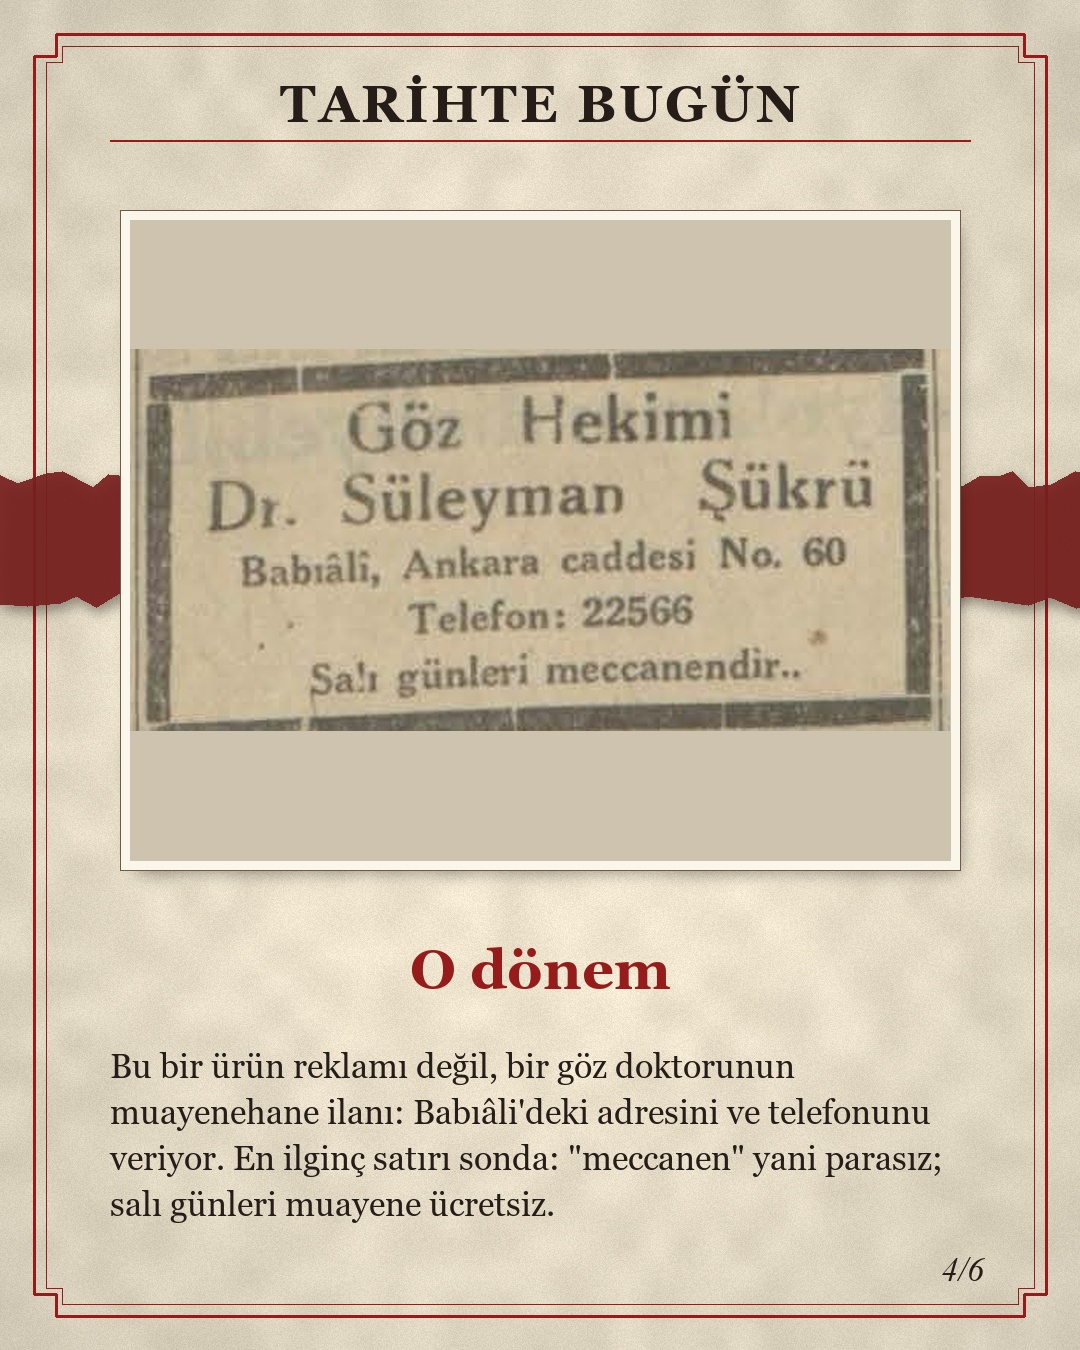 TARİHTE BUGÜN
Göz Hekimi
Dr. Süleyman Şükrü
Babıâlî, Ankara caddesi No. 60
Telefon: 22566
Salı günleri meccanendir..
O dönem
Bu bir ürün reklamı değil, bir göz doktorunun
muayenehane ilanı: Babıâli'deki adresini ve telefonunu
veriyor. En ilginç satırı sonda: "meccanen" yani parasız;
salı günleri muayene ücretsiz.
4/6